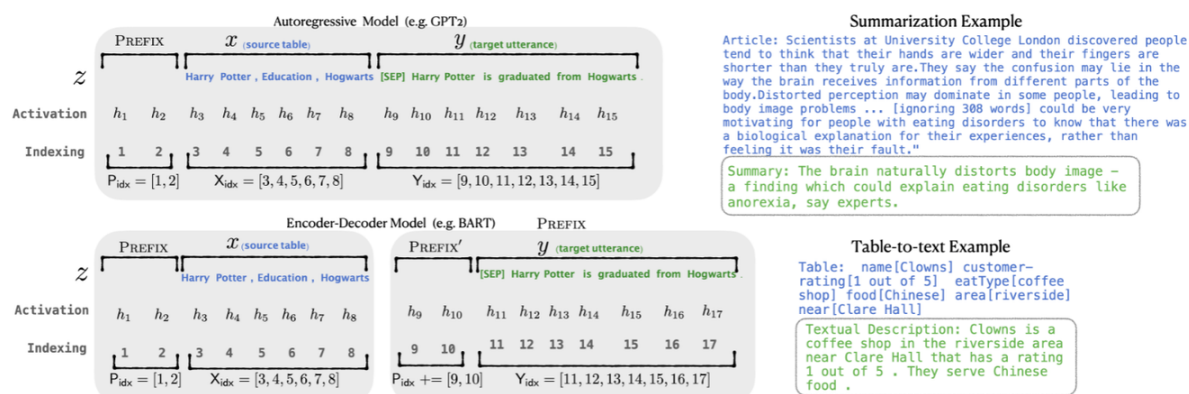 Autoregressive Model (e.g. GPT2)
PREFIX x (source table) y (target utterance)
z Harry Potter , Education , Hogwarts [SEP] Harry Potter is graduated from Hogwarts .
Activation h1 h2 h3 h4 h5 h6 h7 h8 h9 h10 h11 h12 h13 h14 h15
Indexing 1 2 3 4 5 6 7 8 9 10 11 12 13 14 15
Pidx = [1, 2] Xidx = [3, 4, 5, 6, 7, 8] Yidx = [9, 10, 11, 12, 13, 14, 15]
Encoder-Decoder Model (e.g. BART) PREFIX
PREFIX x (source table) PREFIX′ y (target utterance)
z Harry Potter , Education , Hogwarts [SEP] Harry Potter is graduated from Hogwarts .
Activation h1 h2 h3 h4 h5 h6 h7 h8 h9 h10 h11 h12 h13 h14 h15 h16 h17
Indexing 1 2 3 4 5 6 7 8 9 10 11 12 13 14 15 16 17
Pidx = [1, 2] Xidx = [3, 4, 5, 6, 7, 8] Pidx += [9, 10] Yidx = [11, 12, 13, 14, 15, 16, 17]
Summarization Example
Article: Scientists at University College London discovered people
tend to think that their hands are wider and their fingers are
shorter than they truly are.They say the confusion may lie in
the way the brain receives information from different parts of the
body.Distorted perception may dominate in some people, leading to
body image problems ... [ignoring 308 words] could be very
motivating for people with eating disorders to know that there was
a biological explanation for their experiences, rather than
feeling it was their fault."
Summary: The brain naturally distorts body image –
a finding which could explain eating disorders like
anorexia, say experts.
Table-to-text Example
Table: name[Clowns] customer-
rating[1 out of 5] eatType[coffee
shop] food[Chinese] area[riverside]
near[Clare Hall]
Textual Description: Clowns is a
coffee shop in the riverside area
near Clare Hall that has a rating
1 out of 5 . They serve Chinese
food .